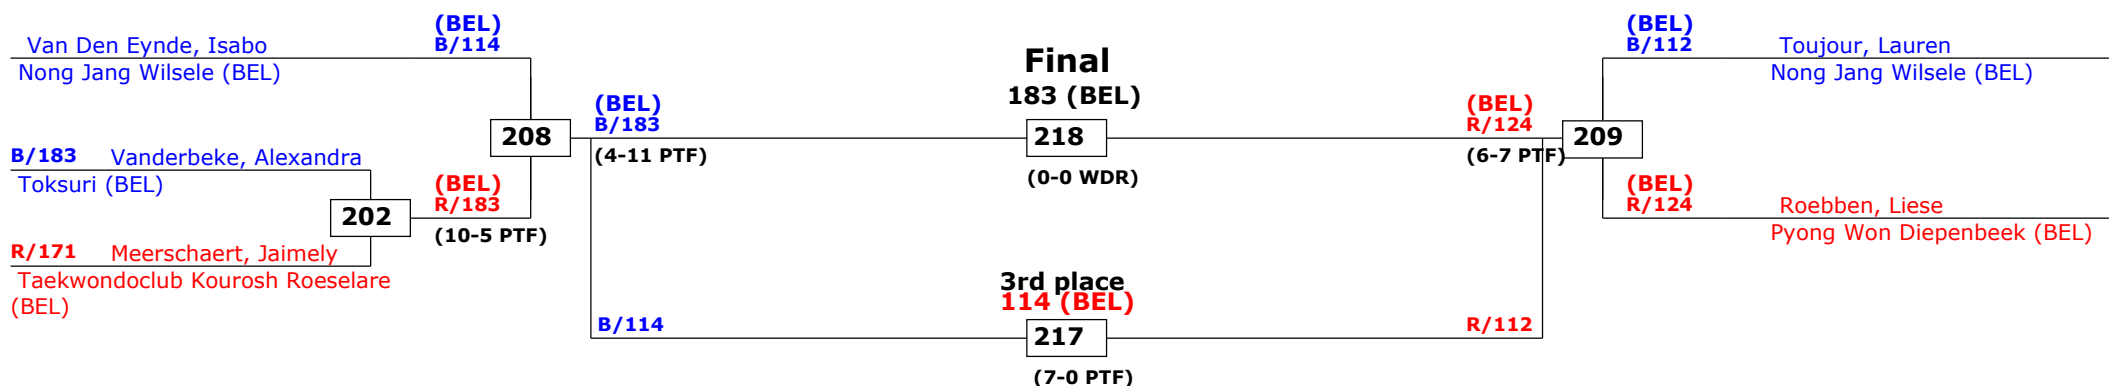 (BEL)
B/114
Van Den Eynde, Isabo
Nong Jang Wilsele (BEL)
208
B/183 Vanderbeke, Alexandra
Toksuri (BEL)
202
(BEL)
R/183
(10-5 PTF)
R/171 Meerschaert, Jaimely
Taekwondoclub Kourosh Roeselare
(BEL)
(BEL)
B/183
(4-11 PTF)
Final
183 (BEL)
218
(0-0 WDR)
3rd place
114 (BEL)
B/114
217
R/112
(7-0 PTF)
(BEL)
R/124
(6-7 PTF)
209
(BEL)
B/112
Toujour, Lauren
Nong Jang Wilsele (BEL)
(BEL)
R/124
Roebben, Liese
Pyong Won Diepenbeek (BEL)